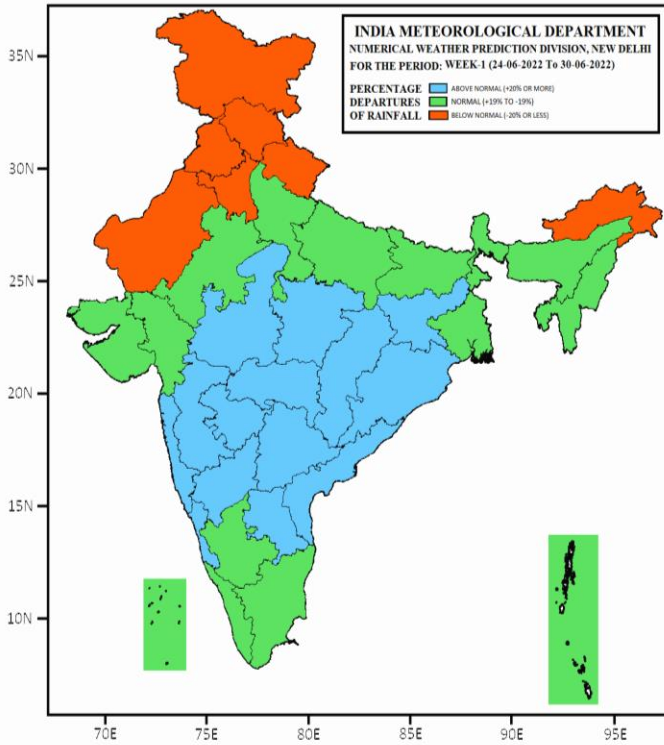 INDIA METEOROLOGICAL DEPARTMENT
NUMERICAL WEATHER PREDICTION DIVISION, NEW DELHI
FOR THE PERIOD: WEEK-1 (24-06-2022 To 30-06-2022)
PERCENTAGE ABOVE NORMAL (+20% OR MORE)
DEPARTURES NORMAL (+19% TO -19%)
OF RAINFALL BELOW NORMAL (-20% OR LESS)
35N
30N
25N
20N
15N
10N
70E 75E 80E 85E 90E 95E